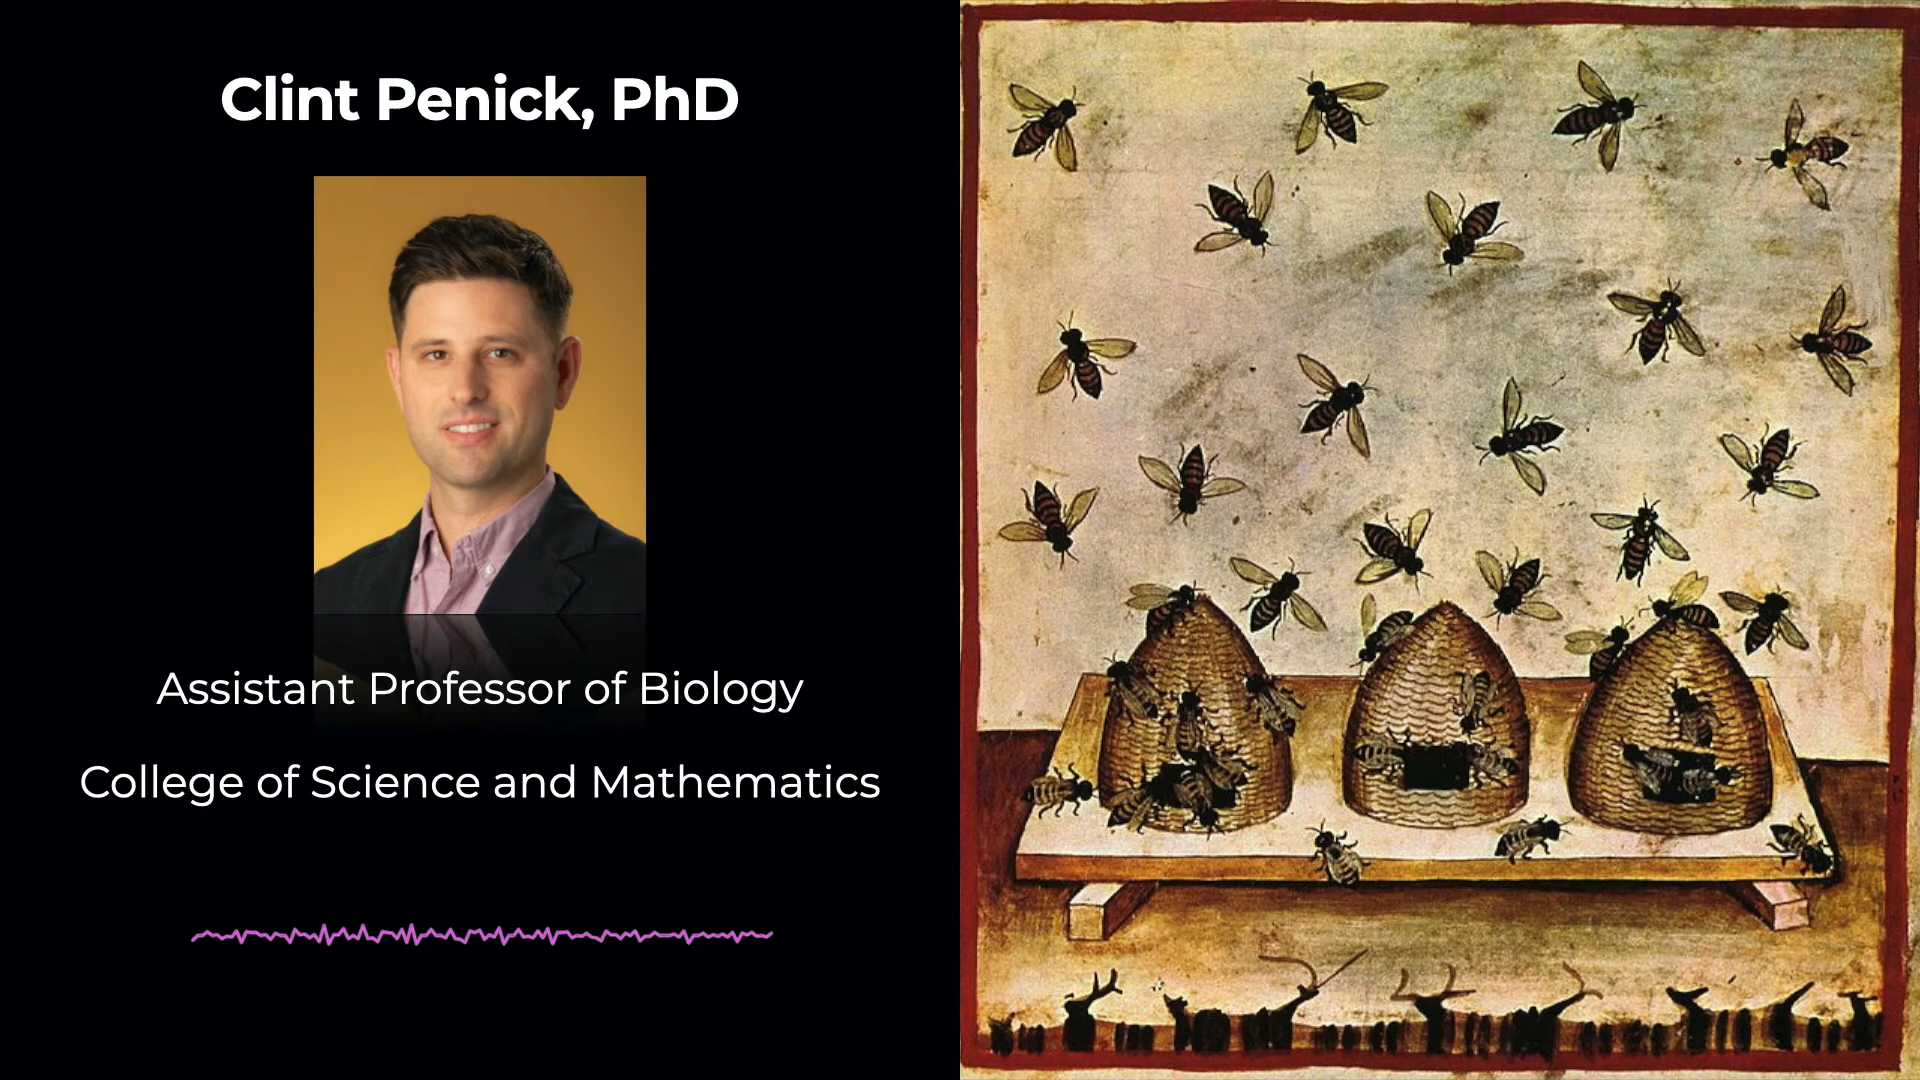 Clint Penick, PhD
Assistant Professor of Biology
College of Science and Mathematics